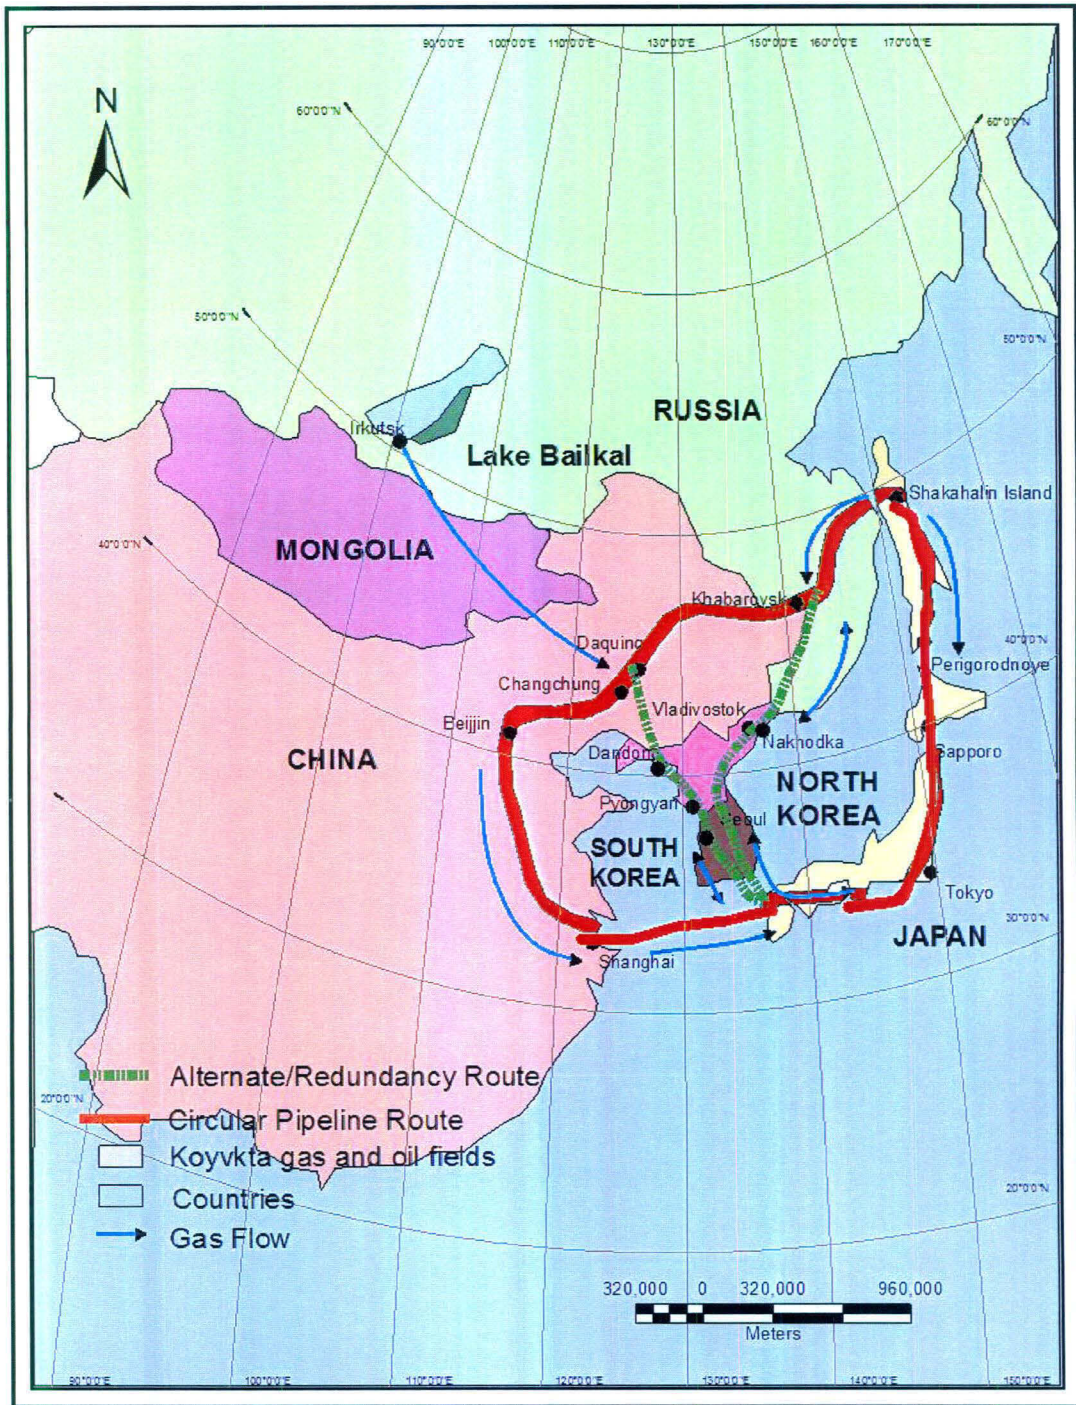 90°0'0"E 100°0'0"E 110°0'0"E 130°0'0"E 150°0'0"E 160°0'0"E 170°0'0"E
N
60°0'0"N
60°0'0"N
50°0'0"N
50°0'0"N
RUSSIA
Irkutsk
Lake Bailkal
Shakahalin Island
40°0'0"N
MONGOLIA
Khabarovsk
40°0'0"N
Daquing
Perigorodnoye
Changchung
Vladivostok
Beijjin
Nakhodka
Sapporo
CHINA
Dandon
NORTH
KOREA
Pyongyan
Seoul
SOUTH
KOREA
Tokyo
30°0'0"N
JAPAN
Shanghai
Alternate/Redundancy Route
20°0'0"N
Circular Pipeline Route
Koyvkta gas and oil fields
20°0'0"N
Countries
Gas Flow
320,000 0 320,000 960,000
Meters
90°0'0"E 100°0'0"E 110°0'0"E 120°0'0"E 130°0'0"E 140°0'0"E 150°0'0"E